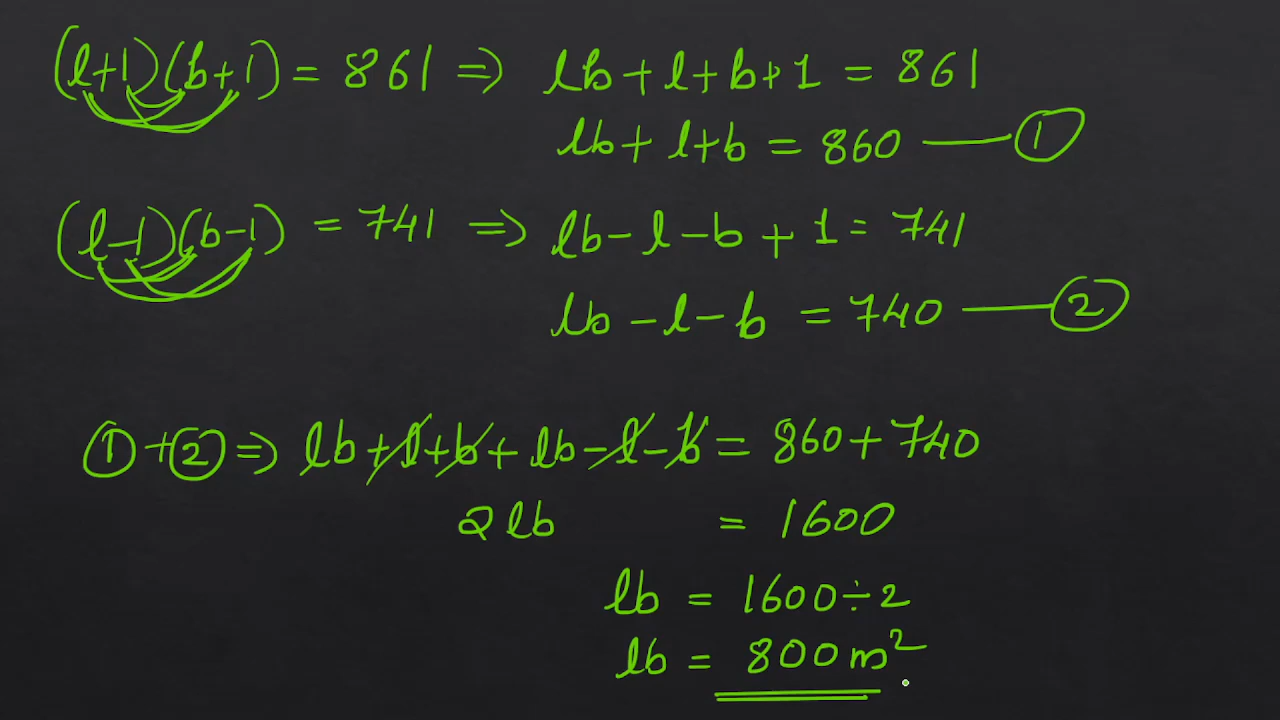 (l+1)(b+1) = 861 ⇒ lb + l + b + 1 = 861
lb + l + b = 860 — ①
(l-1)(b-1) = 741 ⇒ lb - l - b + 1 = 741
lb - l - b = 740 — ②
① + ② ⇒ lb + l + b + lb - l - b = 860 + 740
2lb = 1600
lb = 1600 ÷ 2
lb = 800 m²